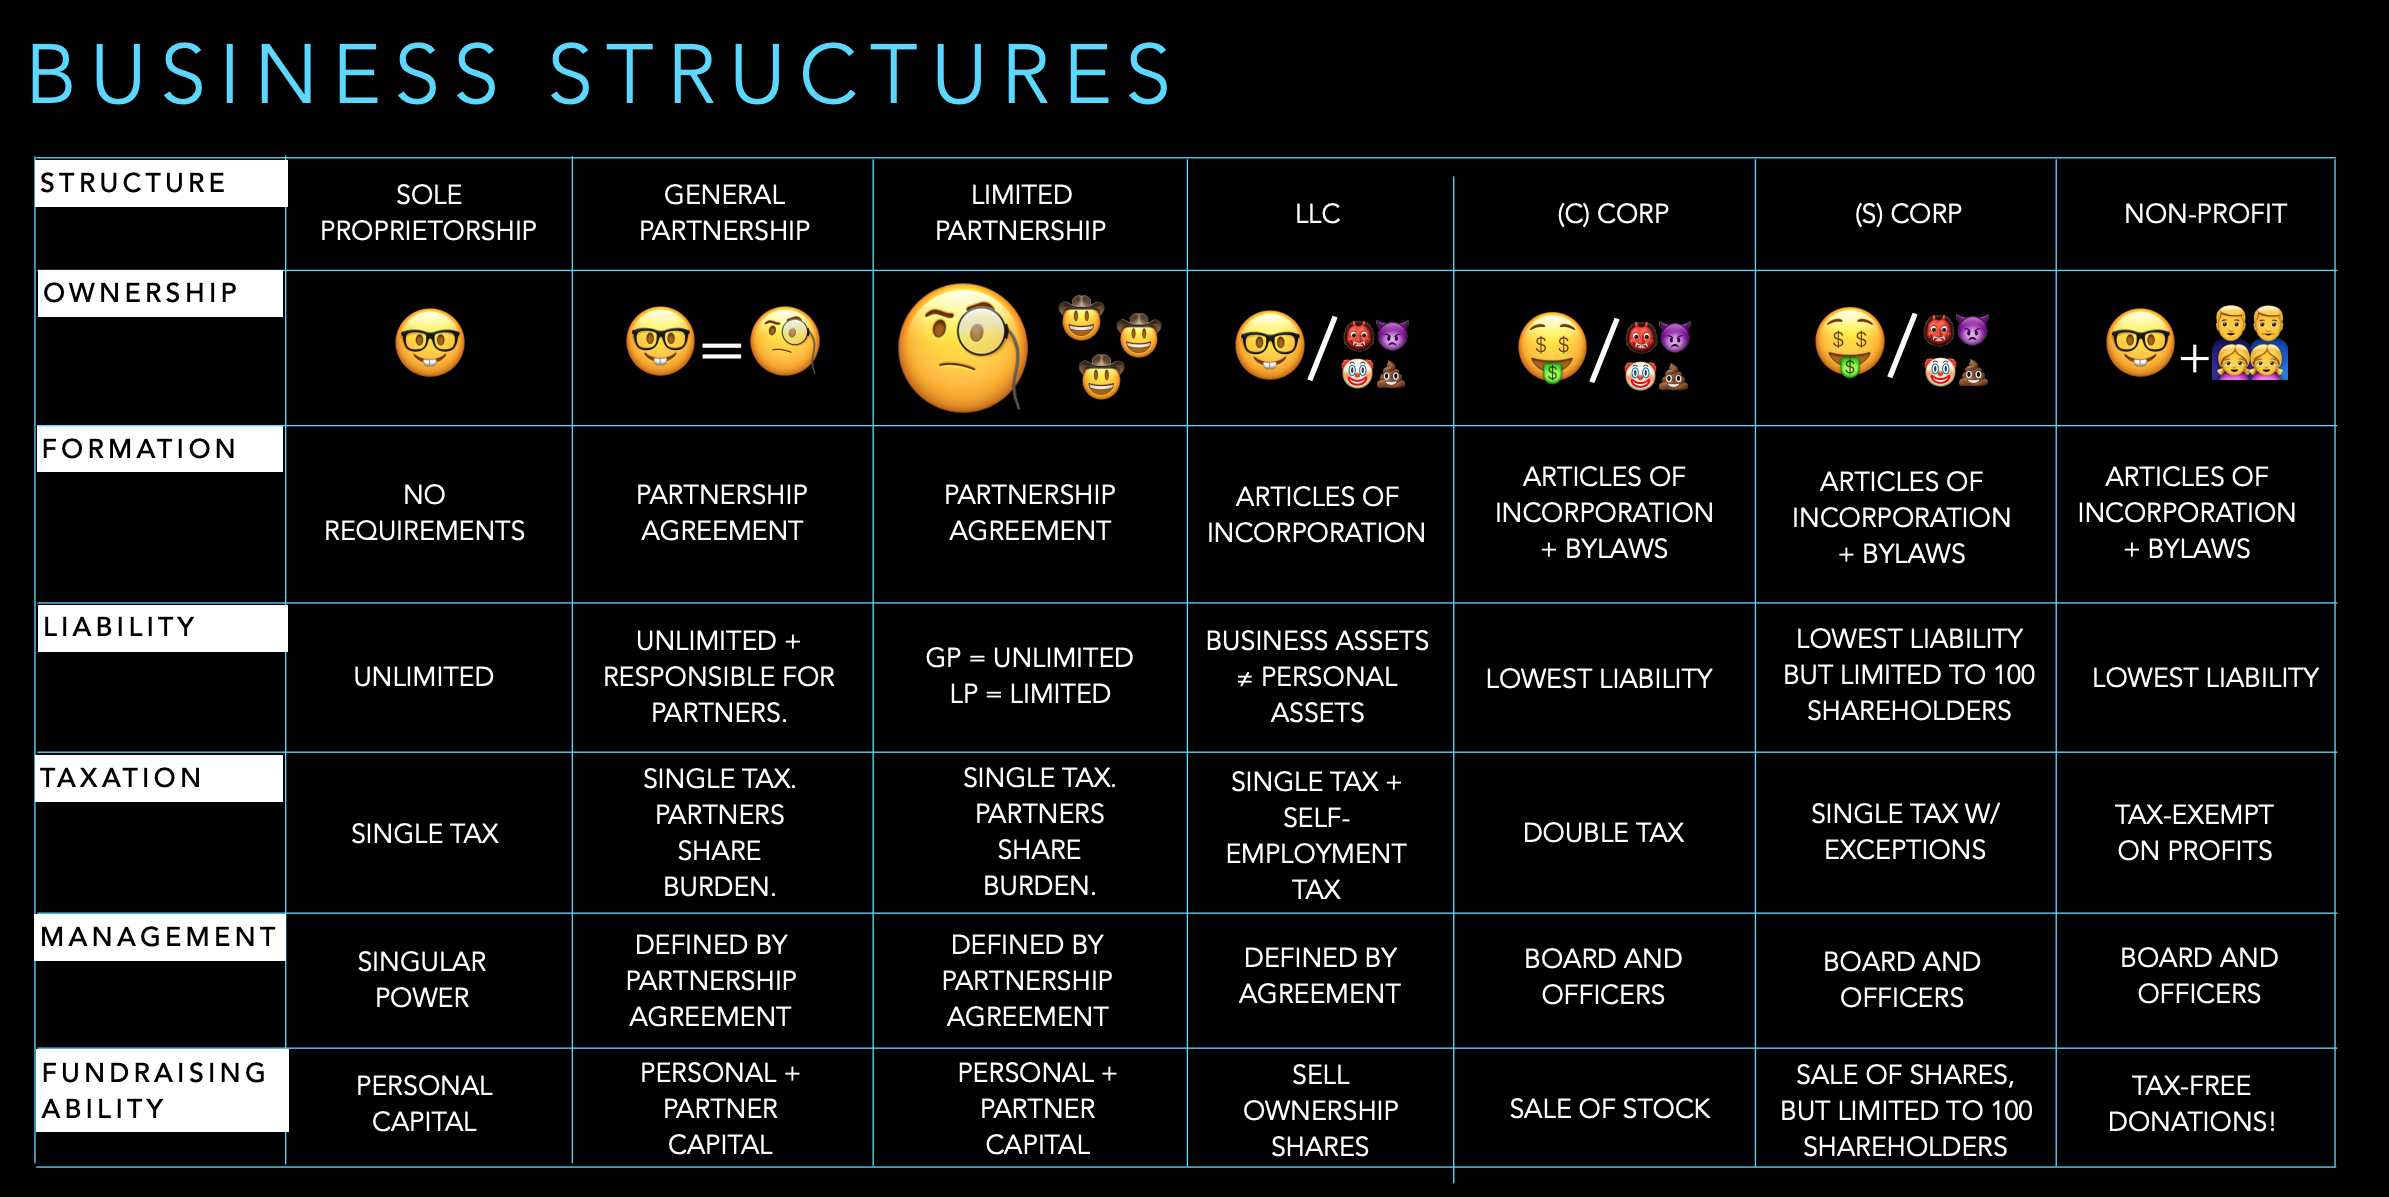 BUSINESS STRUCTURES
STRUCTURE
SOLE
PROPRIETORSHIP
GENERAL
PARTNERSHIP
LIMITED
PARTNERSHIP
LLC
(C) CORP
(S) CORP
NON-PROFIT
OWNERSHIP
=
/
/
/
+
FORMATION
NO
REQUIREMENTS
PARTNERSHIP
AGREEMENT
PARTNERSHIP
AGREEMENT
ARTICLES OF
INCORPORATION
ARTICLES OF
INCORPORATION
+ BYLAWS
ARTICLES OF
INCORPORATION
+ BYLAWS
ARTICLES OF
INCORPORATION
+ BYLAWS
LIABILITY
UNLIMITED
UNLIMITED +
RESPONSIBLE FOR
PARTNERS.
GP = UNLIMITED
LP = LIMITED
BUSINESS ASSETS
≠ PERSONAL
ASSETS
LOWEST LIABILITY
LOWEST LIABILITY
BUT LIMITED TO 100
SHAREHOLDERS
LOWEST LIABILITY
TAXATION
SINGLE TAX
SINGLE TAX.
PARTNERS
SHARE
BURDEN.
SINGLE TAX.
PARTNERS
SHARE
BURDEN.
SINGLE TAX +
SELF-
EMPLOYMENT
TAX
DOUBLE TAX
SINGLE TAX W/
EXCEPTIONS
TAX-EXEMPT
ON PROFITS
MANAGEMENT
SINGULAR
POWER
DEFINED BY
PARTNERSHIP
AGREEMENT
DEFINED BY
PARTNERSHIP
AGREEMENT
DEFINED BY
AGREEMENT
BOARD AND
OFFICERS
BOARD AND
OFFICERS
BOARD AND
OFFICERS
FUNDRAISING
ABILITY
PERSONAL
CAPITAL
PERSONAL +
PARTNER
CAPITAL
PERSONAL +
PARTNER
CAPITAL
SELL
OWNERSHIP
SHARES
SALE OF STOCK
SALE OF SHARES,
BUT LIMITED TO 100
SHAREHOLDERS
TAX-FREE
DONATIONS!